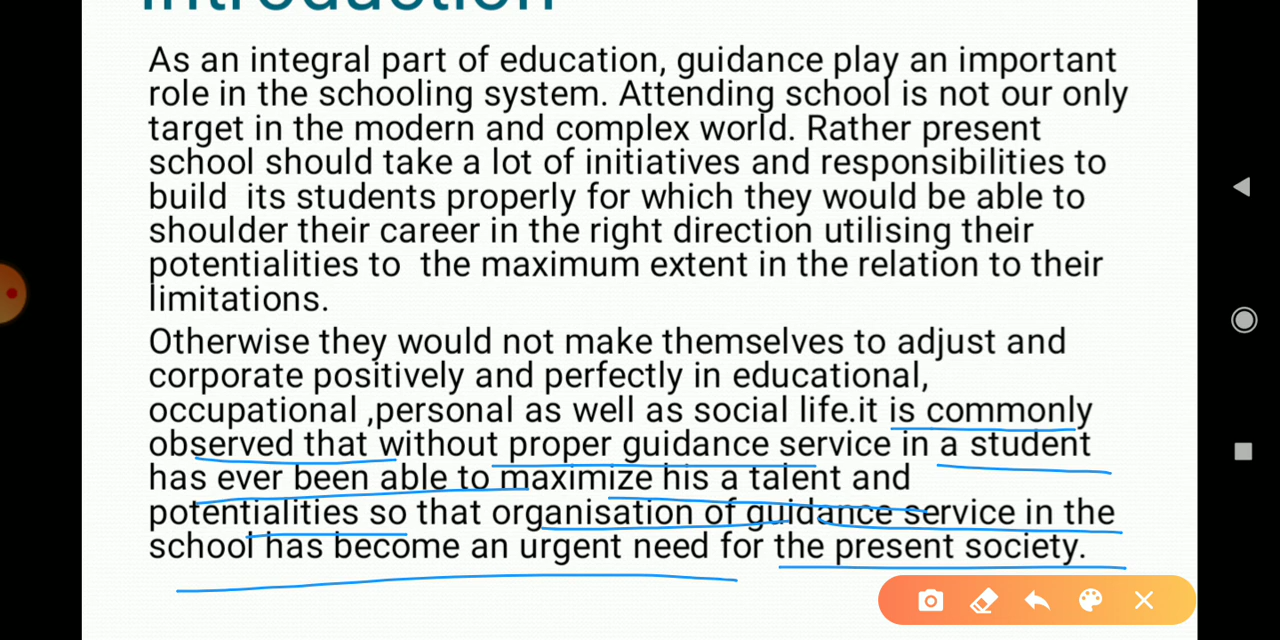 Introduction
As an integral part of education, guidance play an important
role in the schooling system. Attending school is not our only
target in the modern and complex world. Rather present
school should take a lot of initiatives and responsibilities to
build  its students properly for which they would be able to
shoulder their career in the right direction utilising their
potentialities to  the maximum extent in the relation to their
limitations.
Otherwise they would not make themselves to adjust and
corporate positively and perfectly in educational,
occupational ,personal as well as social life.it is commonly
observed that without proper guidance service in a student
has ever been able to maximize his a talent and
potentialities so that organisation of guidance service in the
school has become an urgent need for the present society.